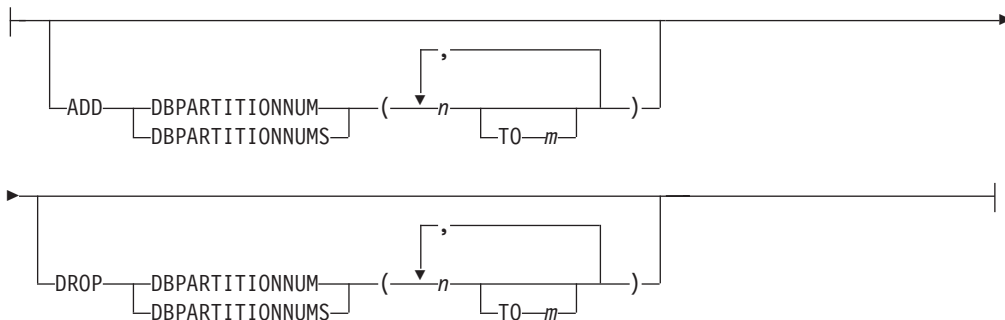 ,
ADD DBPARTITIONNUM ( n )
DBPARTITIONNUMS TO m
,
DROP DBPARTITIONNUM ( n )
DBPARTITIONNUMS TO m